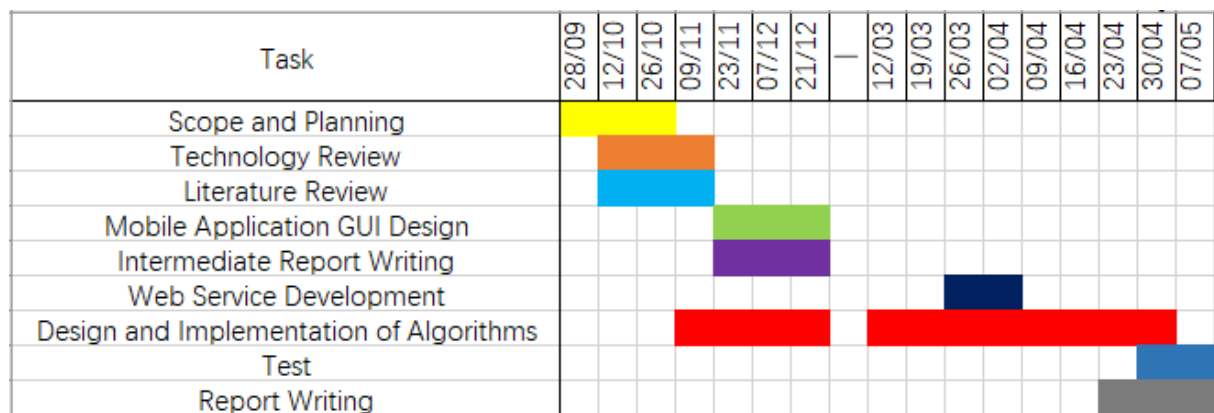 Task 28/09 12/10 26/10 09/11 23/11 07/12 21/12 — 12/03 19/03 26/03 02/04 09/04 16/04 23/04 30/04 07/05
Scope and Planning
Technology Review
Literature Review
Mobile Application GUI Design
Intermediate Report Writing
Web Service Development
Design and Implementation of Algorithms
Test
Report Writing